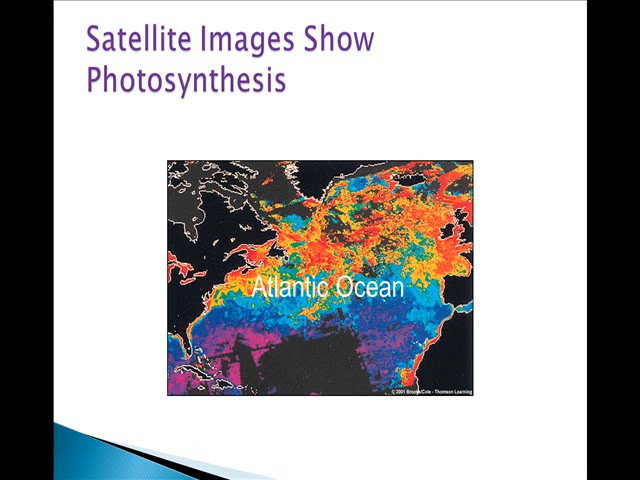 Satellite Images Show
Photosynthesis
Atlantic Ocean
© 2001 Brooks/Cole - Thomson Learning